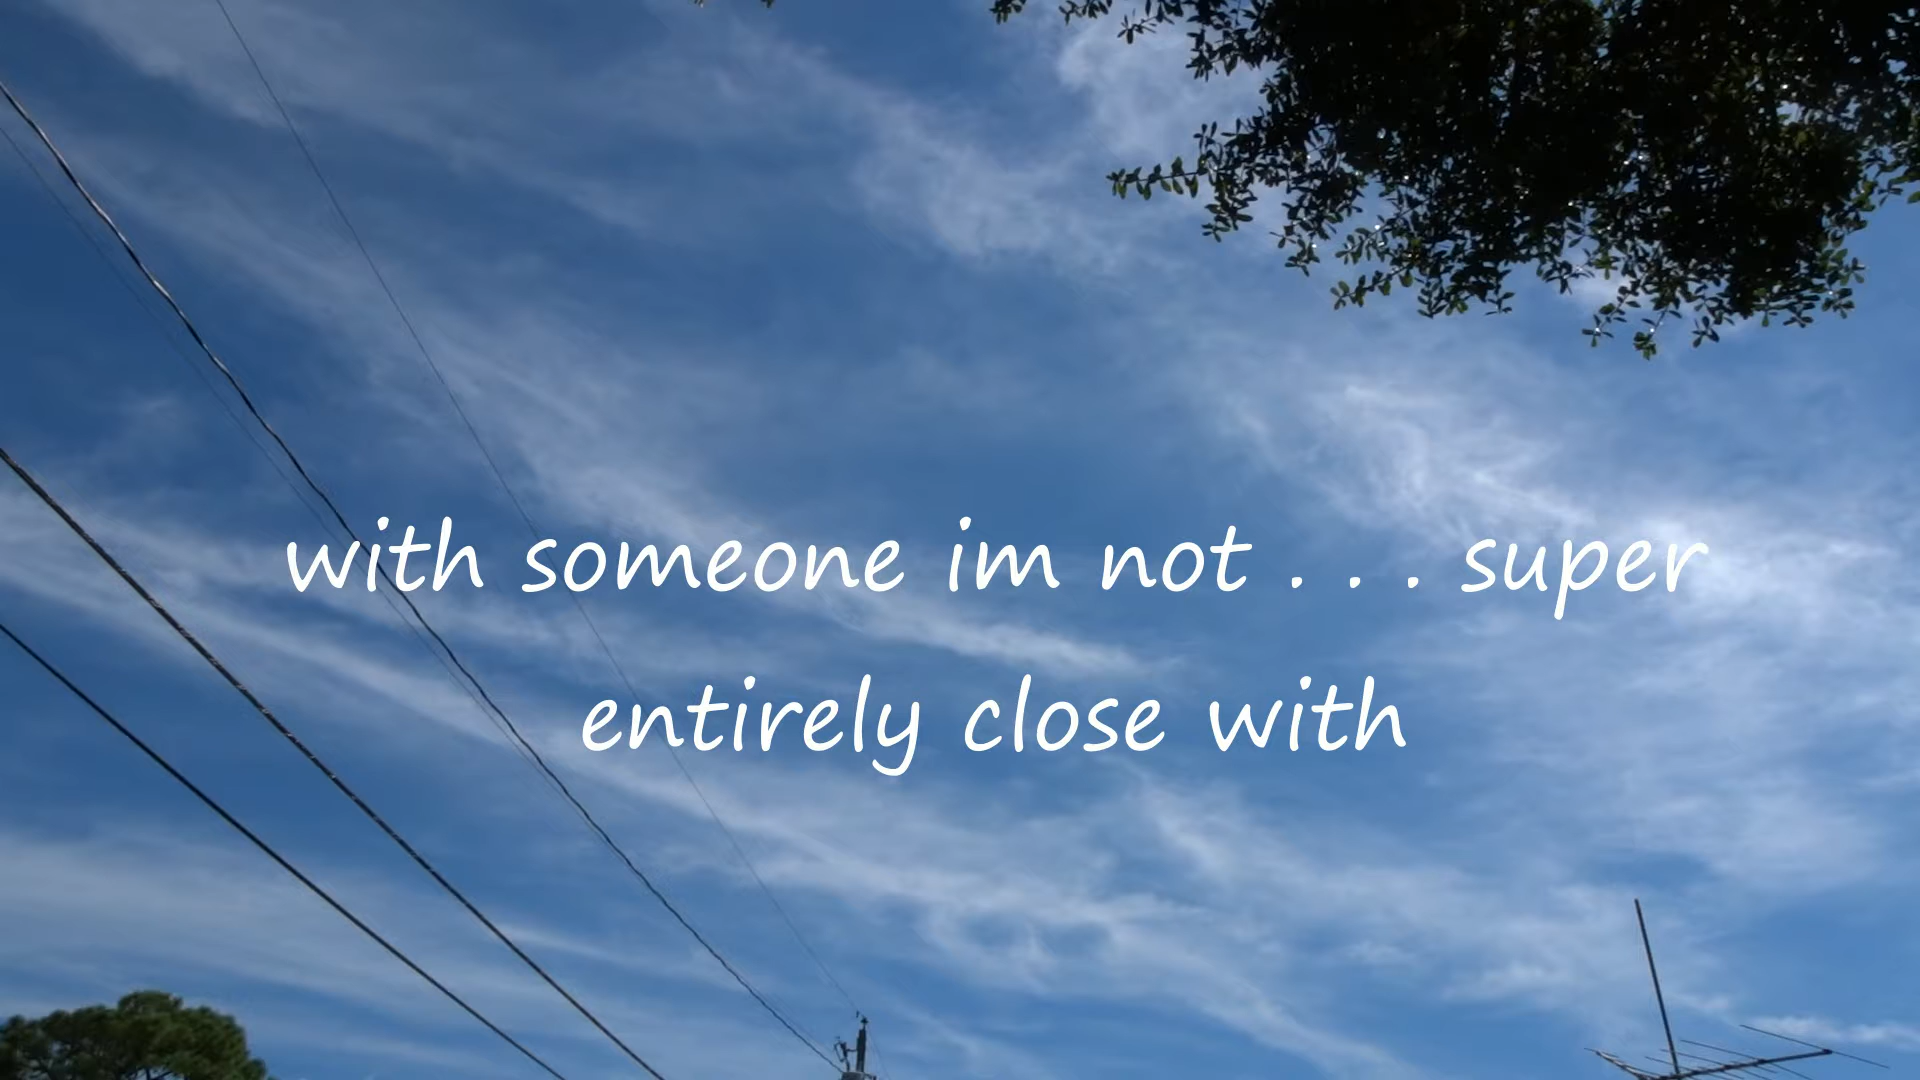 with someone im not . . . super
entirely close with